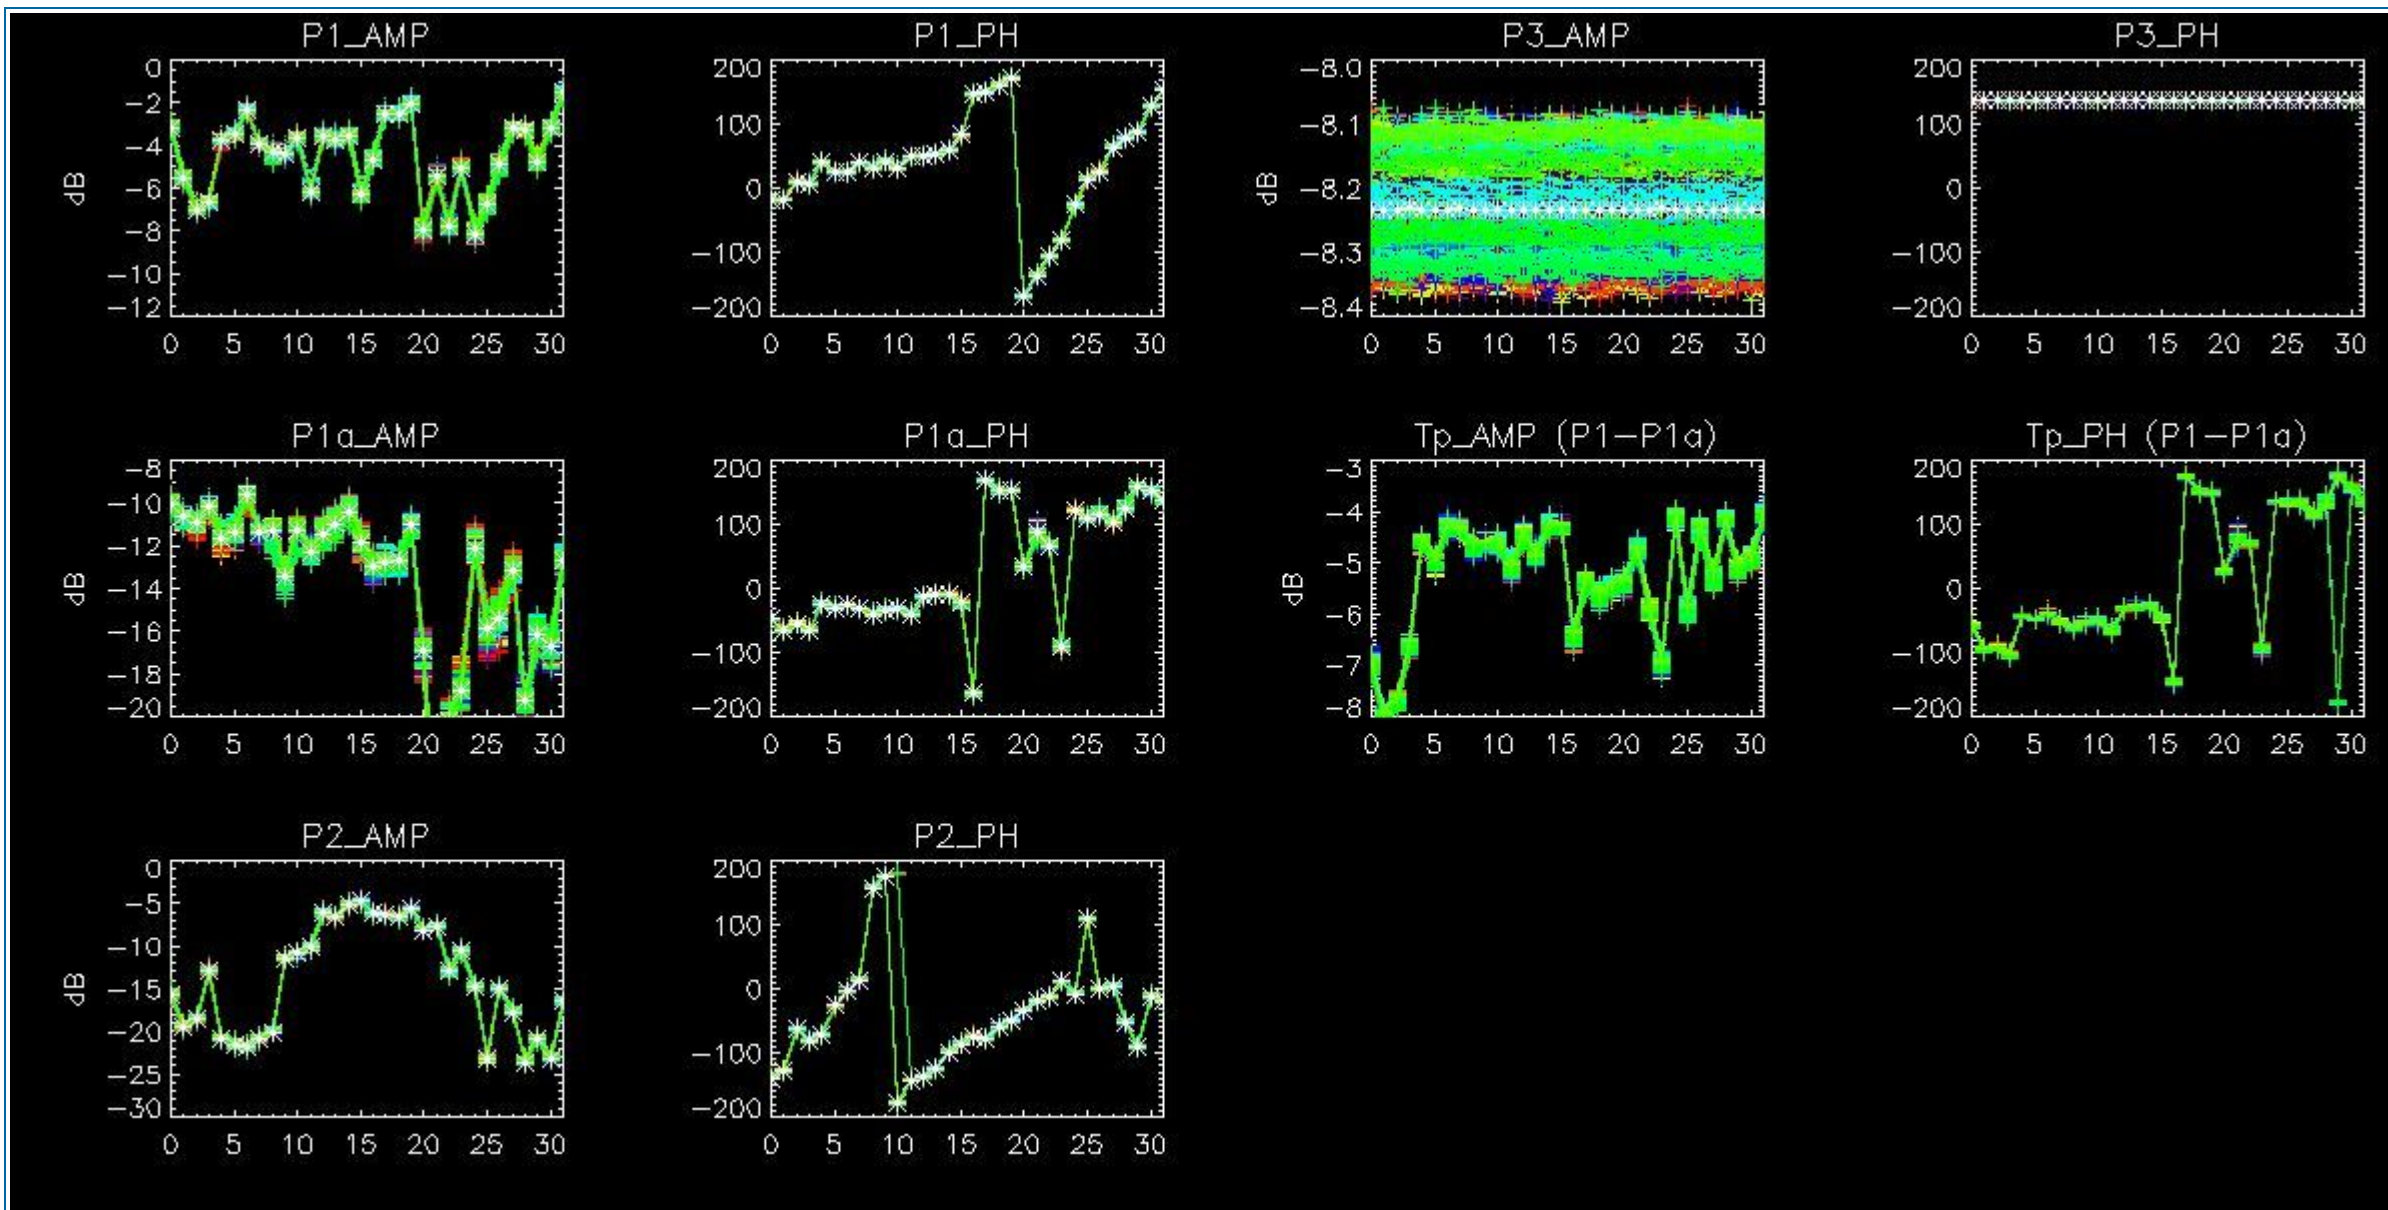 P1_AMP P1_PH P3_AMP P3_PH
0 200 -8.0 200
-2
-4 100 -8.1 100
-6 0 -8.2 0
-8
-10 -100 -8.3 -100
-12 -200 -8.4 -200
dB dB
0 5 10 15 20 25 30 0 5 10 15 20 25 30 0 5 10 15 20 25 30 0 5 10 15 20 25 30
P1a_AMP P1a_PH Tp_AMP (P1-P1a) Tp_PH (P1-P1a)
-8 200 -3 200
-10 100 -4 100
-12 0 -5 0
-14 -100 -6 -100
-16 -200 -7 -200
-18 -8
-20
dB dB
0 5 10 15 20 25 30 0 5 10 15 20 25 30 0 5 10 15 20 25 30 0 5 10 15 20 25 30
P2_AMP P2_PH
0 200
-5 100
-10 0
-15 -100
-20 -200
-25
-30
dB
0 5 10 15 20 25 30 0 5 10 15 20 25 30